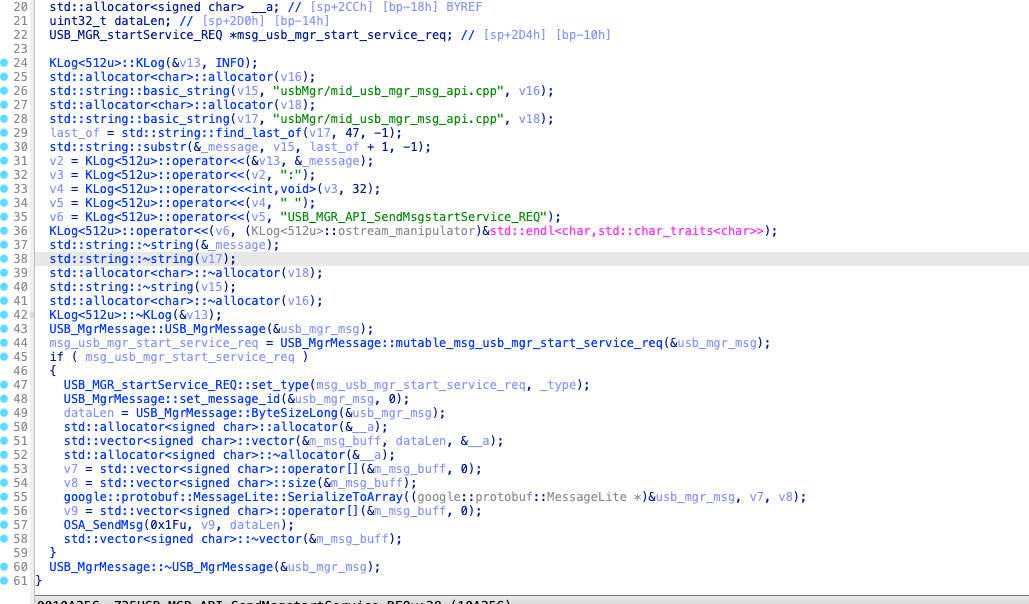 20 std::allocator<signed char> __a; // [sp+2CCh] [bp-18h] BYREF
21 uint32_t dataLen; // [sp+2D0h] [bp-14h]
22 USB_MGR_startService_REQ *msg_usb_mgr_start_service_req; // [sp+2D4h] [bp-10h]
23
24 KLog<512u>::KLog(&v13, INFO);
25 std::allocator<char>::allocator(v16);
26 std::string::basic_string(v15, "usbMgr/mid_usb_mgr_msg_api.cpp", v16);
27 std::allocator<char>::allocator(v18);
28 std::string::basic_string(v17, "usbMgr/mid_usb_mgr_msg_api.cpp", v18);
29 last_of = std::string::find_last_of(v17, 47, -1);
30 std::string::substr(&_message, v15, last_of + 1, -1);
31 v2 = KLog<512u>::operator<<(&v13, &_message);
32 v3 = KLog<512u>::operator<<(v2, ":");
33 v4 = KLog<512u>::operator<<<int,void>(v3, 32);
34 v5 = KLog<512u>::operator<<(v4, " ");
35 v6 = KLog<512u>::operator<<(v5, "USB_MGR_API_SendMsgstartService_REQ");
36 KLog<512u>::operator<<(v6, (KLog<512u>::ostream_manipulator)&std::endl<char,std::char_traits<char>>);
37 std::string::~string(&_message);
38 std::string::~string(v17);
39 std::allocator<char>::~allocator(v18);
40 std::string::~string(v15);
41 std::allocator<char>::~allocator(v16);
42 KLog<512u>::~KLog(&v13);
43 USB_MgrMessage::USB_MgrMessage(&usb_mgr_msg);
44 msg_usb_mgr_start_service_req = USB_MgrMessage::mutable_msg_usb_mgr_start_service_req(&usb_mgr_msg);
45 if ( msg_usb_mgr_start_service_req )
46 {
47 USB_MGR_startService_REQ::set_type(msg_usb_mgr_start_service_req, _type);
48 USB_MgrMessage::set_message_id(&usb_mgr_msg, 0);
49 dataLen = USB_MgrMessage::ByteSizeLong(&usb_mgr_msg);
50 std::allocator<signed char>::allocator(&__a);
51 std::vector<signed char>::vector(&m_msg_buff, dataLen, &__a);
52 std::allocator<signed char>::~allocator(&__a);
53 v7 = std::vector<signed char>::operator[](&m_msg_buff, 0);
54 v8 = std::vector<signed char>::size(&m_msg_buff);
55 google::protobuf::MessageLite::SerializeToArray((google::protobuf::MessageLite *)&usb_mgr_msg, v7, v8);
56 v9 = std::vector<signed char>::operator[](&m_msg_buff, 0);
57 OSA_SendMsg(0x1Fu, v9, dataLen);
58 std::vector<signed char>::~vector(&m_msg_buff);
59 }
60 USB_MgrMessage::~USB_MgrMessage(&usb_mgr_msg);
61 }